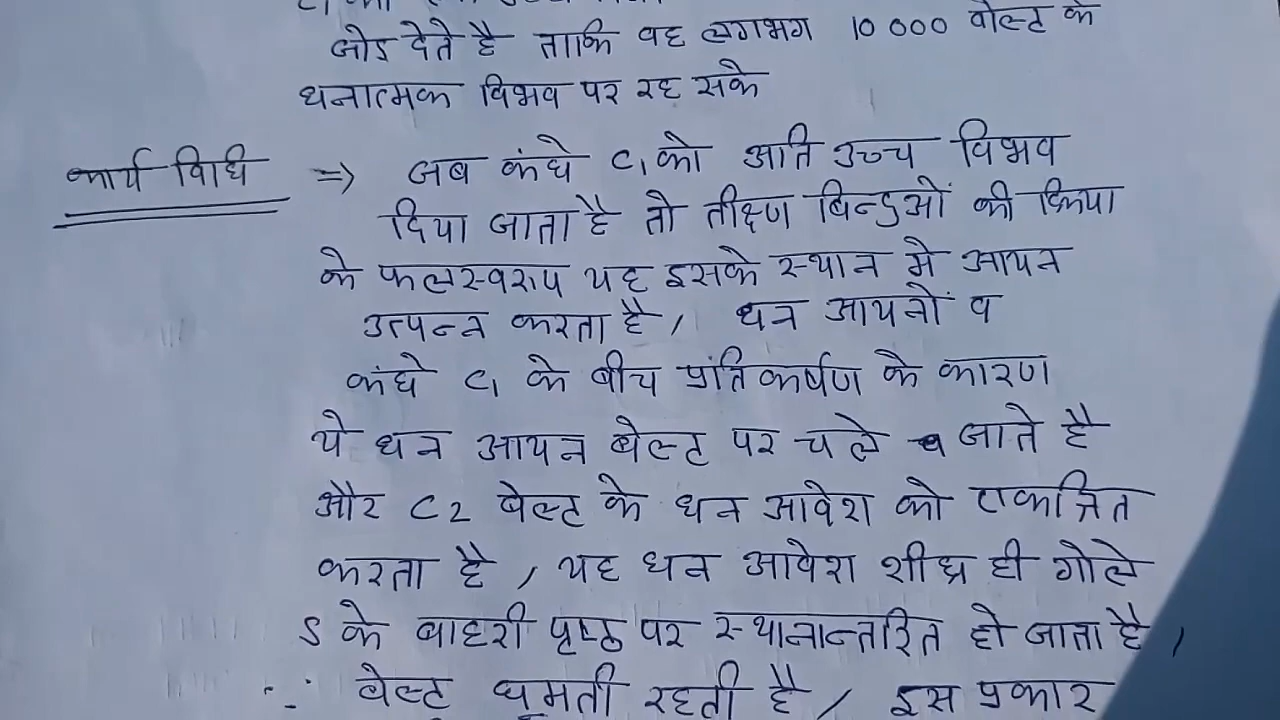 जोड देते है ताकि वह लगभग 10 000 वोल्ट के
धनात्मक विभव पर रह सके
कार्य विधि => जब कंघे C1 को अति उच्च विभव
दिया जाता है तो तीक्ष्ण बिन्दुओं की क्रिया
के फलस्वरुप यह इसके स्थान मे आयन
उत्पन्न करता है, धन आयनों व
कंघे C1 के बीच प्रतिकर्षण के कारण
ये धन आयन बेल्ट पर चले जाते है
और C2 बेल्ट के धन आवेश को एकत्रित
करता है, यह धन आवेश शीघ्र ही गोले
S के बाहरी पृष्ठ पर स्थानान्तरित हो जाता है,
∴ बेल्ट घूमती रहती है, इस प्रकार